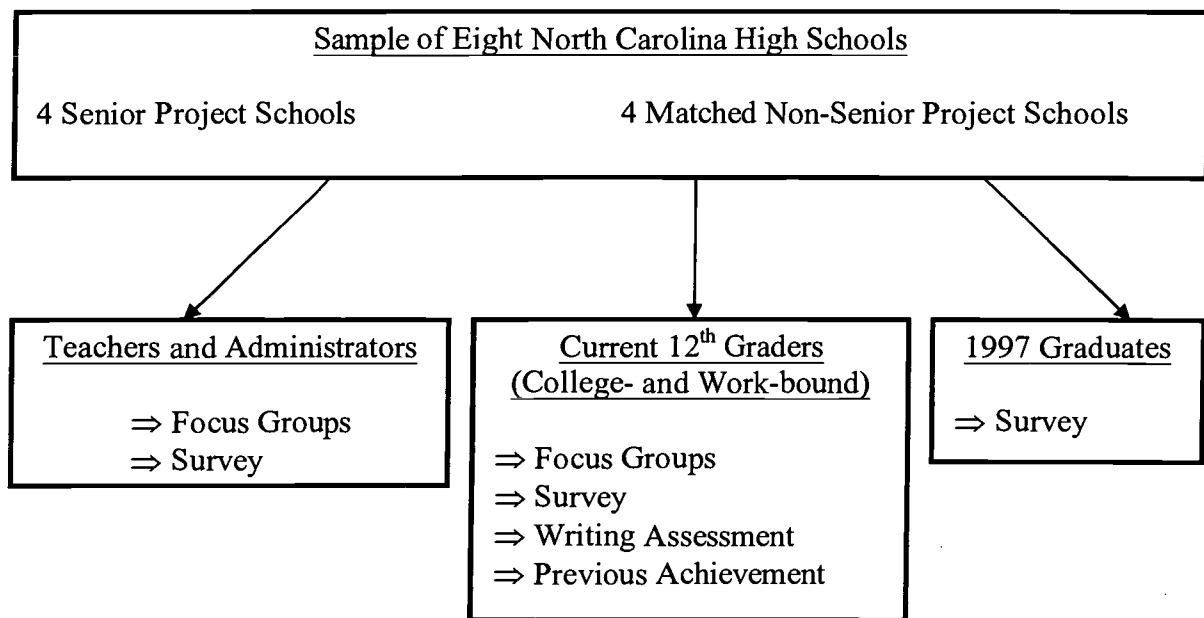 Sample of Eight North Carolina High Schools
4 Senior Project Schools 4 Matched Non-Senior Project Schools
Teachers and Administrators
⇒ Focus Groups
⇒ Survey
Current 12th Graders
(College- and Work-bound)
⇒ Focus Groups
⇒ Survey
⇒ Writing Assessment
⇒ Previous Achievement
1997 Graduates
⇒ Survey